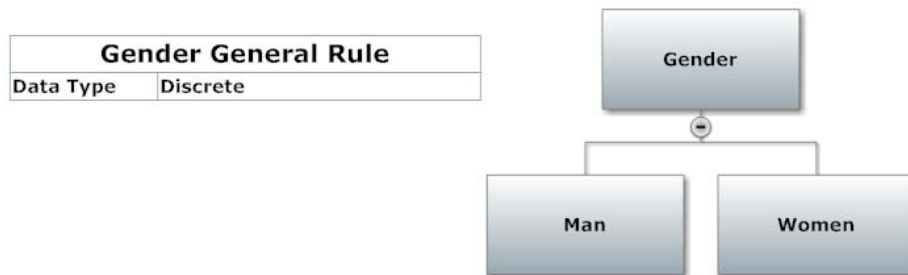 Gender General Rule
Data Type Discrete
Gender
Man Women